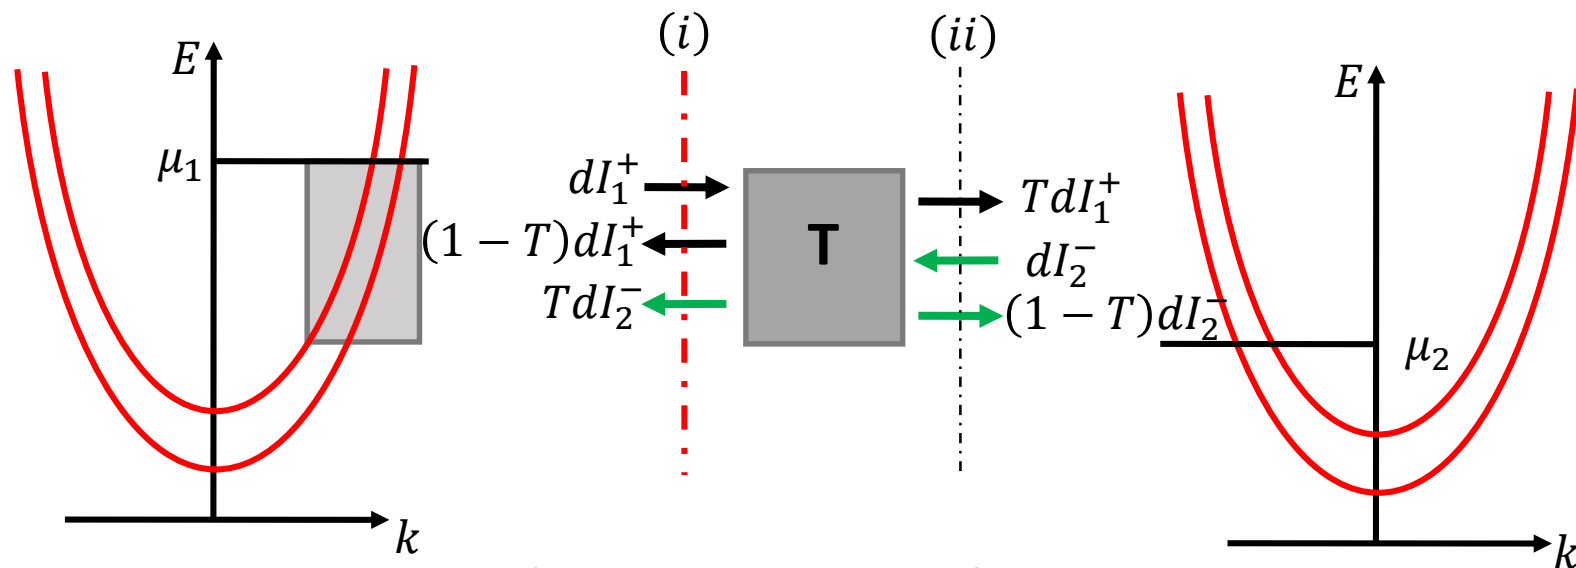 E
μ₁
k
(i)
(ii)
dI₁⁺
(1 − T)dI₁⁺
TdI₂⁻
T
TdI₁⁺
dI₂⁻
(1 − T)dI₂⁻
E
μ₂
k